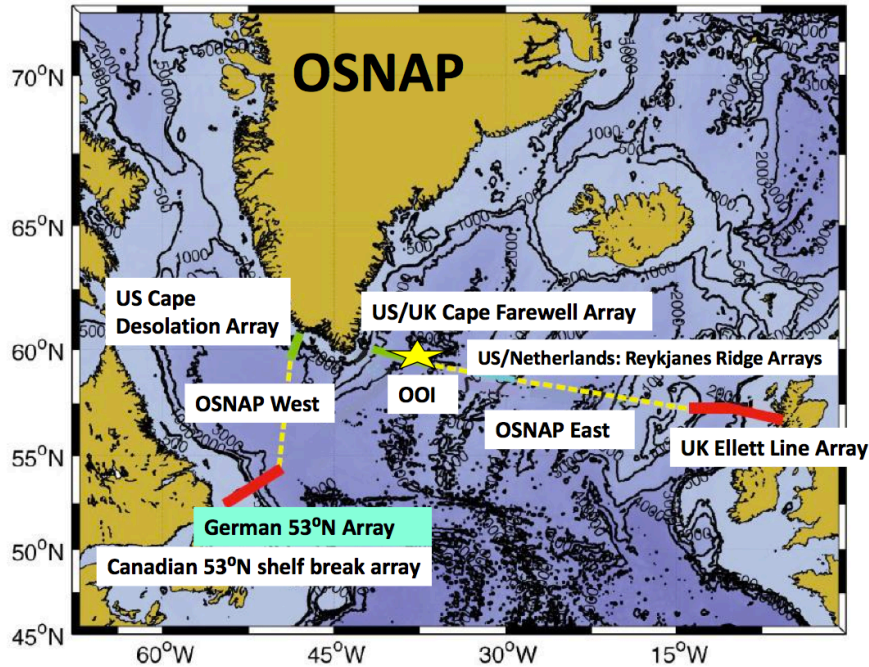 OSNAP
70°N
65°N
US Cape
Desolation Array
US/UK Cape Farewell Array
60°N
US/Netherlands: Reykjanes Ridge Arrays
OOI
OSNAP West
OSNAP East
UK Ellett Line Array
55°N
German 53°N Array
50°N
Canadian 53°N shelf break array
45°N
60°W
45°W
30°W
15°W